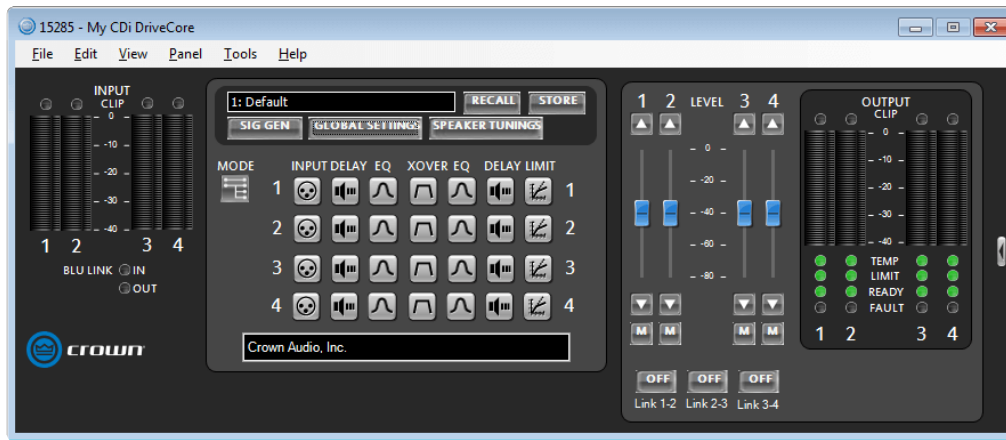 15285 - My CDi DriveCore
File Edit View Panel Tools Help
INPUT
CLIP
0
-10
-20
-30
-40
1 2 3 4
BLU LINK IN
OUT
crown
1: Default
RECALL STORE
SIG GEN GLOBAL SETTINGS SPEAKER TUNINGS
MODE
INPUT DELAY EQ XOVER EQ DELAY LIMIT
1 1
2 2
3 3
4 4
Crown Audio, Inc.
1 2 LEVEL 3 4
0
-20
-40
-60
-80
M M M M
OFF OFF OFF
Link 1-2 Link 2-3 Link 3-4
OUTPUT
CLIP
0
-10
-20
-30
-40
TEMP
LIMIT
READY
FAULT
1 2 3 4